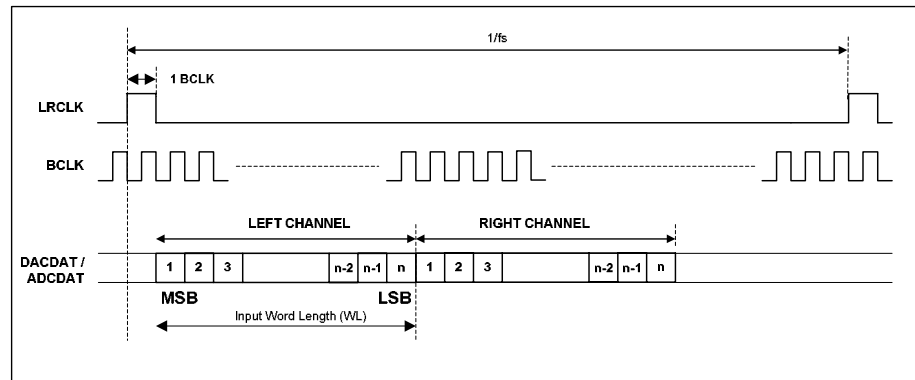 1/fs
1 BCLK
LRCLK
BCLK
LEFT CHANNEL
RIGHT CHANNEL
DACDAT /
ADCDAT
1 2 3 n-2 n-1 n 1 2 3 n-2 n-1 n
MSB LSB
Input Word Length (WL)